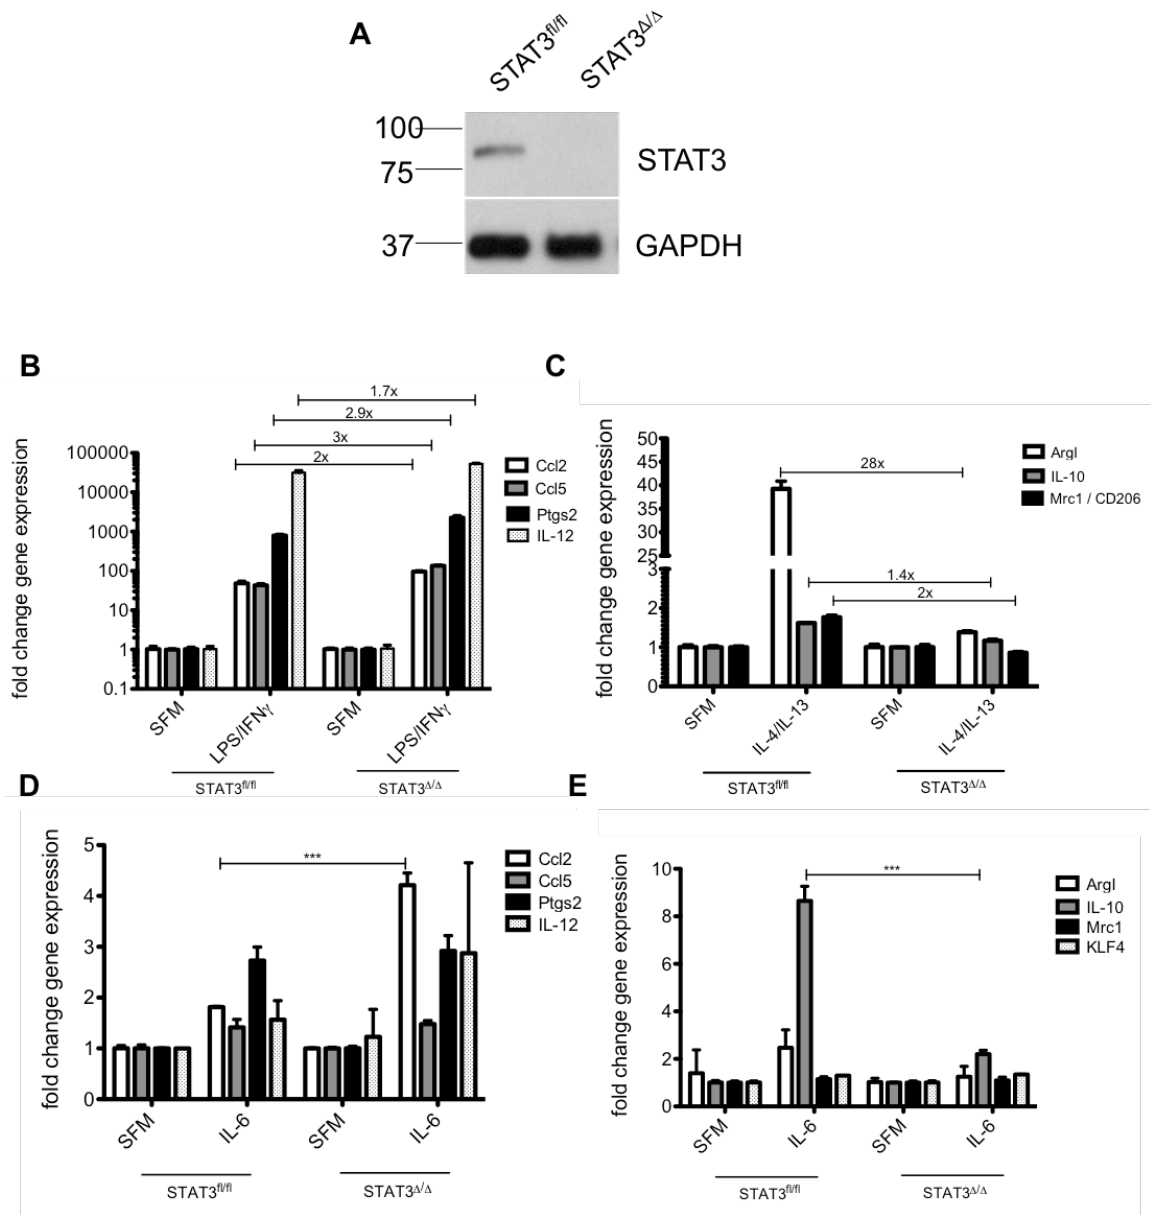 A
STAT3fl/fl
STAT3Δ/Δ
100
75
STAT3
37
GAPDH
B
1.7x
2.9x
3x
2x
fold change gene expression
100000
10000
1000
100
10
1
0.1
Ccl2
Ccl5
Ptgs2
IL-12
SFM
LPS/IFNγ
SFM
LPS/IFNγ
STAT3fl/fl
STAT3Δ/Δ
C
fold change gene expression
50
45
40
35
30
25
3
2
1
0
28x
1.4x
2x
ArgI
IL-10
Mrc1 / CD206
SFM
IL-4/IL-13
SFM
IL-4/IL-13
STAT3fl/fl
STAT3Δ/Δ
D
fold change gene expression
5
4
3
2
1
0
***
Ccl2
Ccl5
Ptgs2
IL-12
SFM
IL-6
SFM
IL-6
STAT3fl/fl
STAT3Δ/Δ
E
fold change gene expression
10
8
6
4
2
0
***
ArgI
IL-10
Mrc1
KLF4
SFM
IL-6
SFM
IL-6
STAT3fl/fl
STAT3Δ/Δ